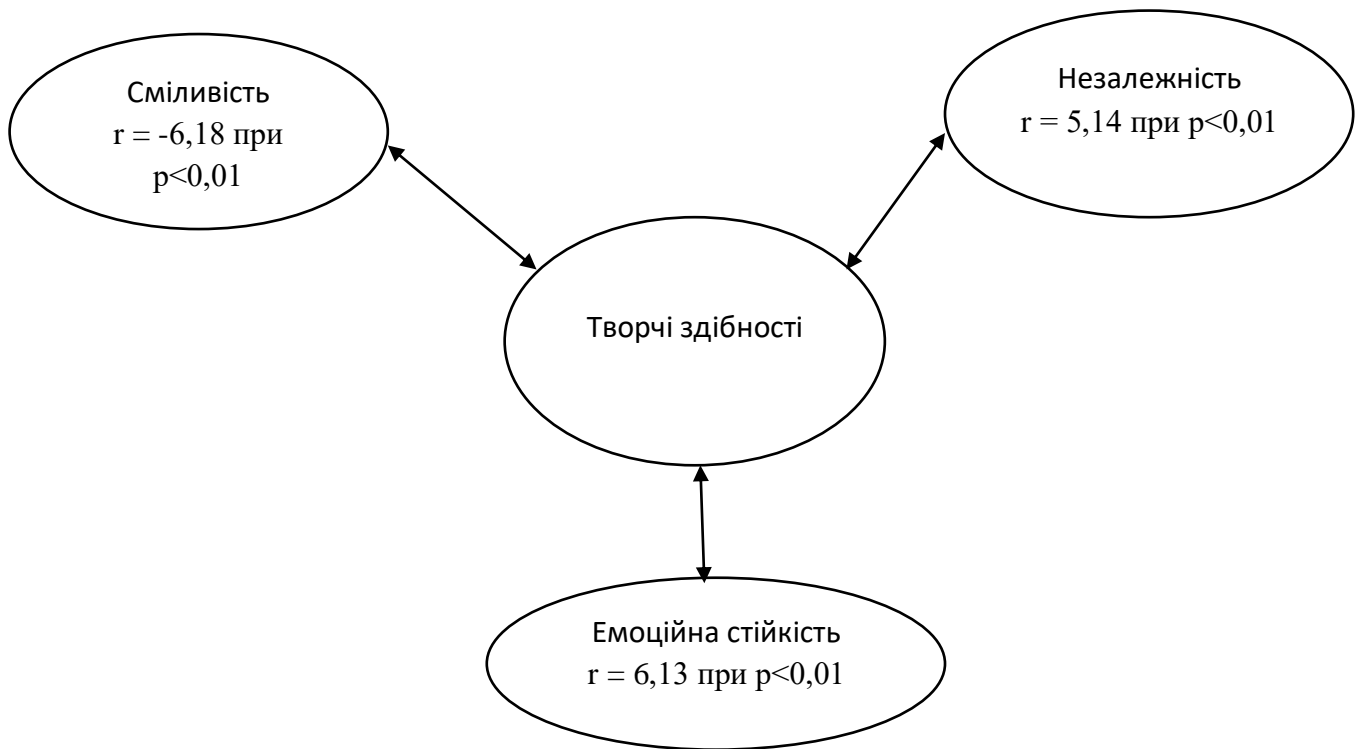 Сміливість
r = -6,18 при
p<0,01
Незалежність
r = 5,14 при p<0,01
Творчі здібності
Емоційна стійкість
r = 6,13 при p<0,01